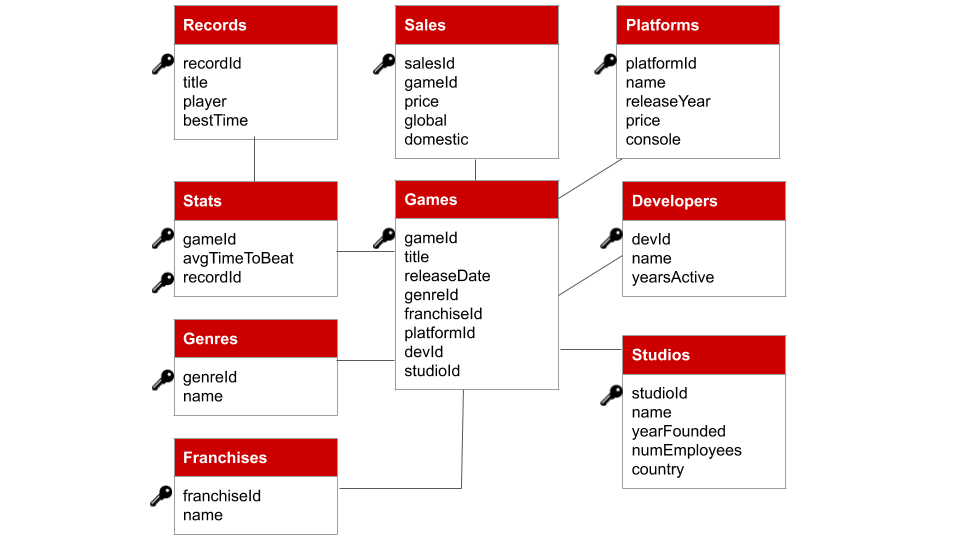 Records
recordId
title
player
bestTime
Sales
salesId
gameId
price
global
domestic
Platforms
platformId
name
releaseYear
price
console
Stats
gameId
avgTimeToBeat
recordId
Games
gameId
title
releaseDate
genreId
franchiseId
platformId
devId
studioId
Developers
devId
name
yearsActive
Genres
genreId
name
Studios
studioId
name
yearFounded
numEmployees
country
Franchises
franchiseId
name